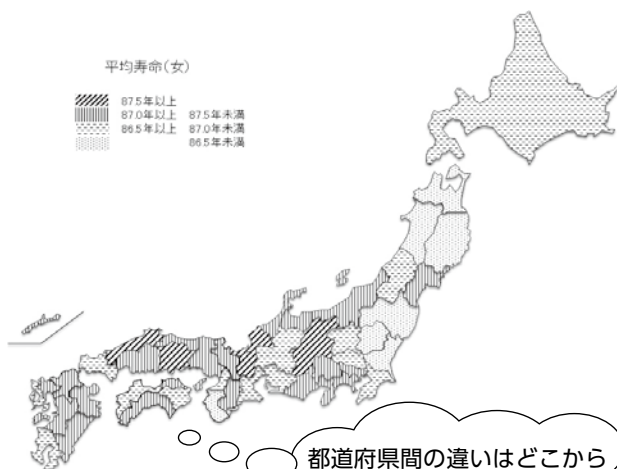 平均寿命(女)
87.5年以上
87.0年以上 87.5年未満
86.5年以上 87.0年未満
86.5年未満
都道府県間の違いはどこから